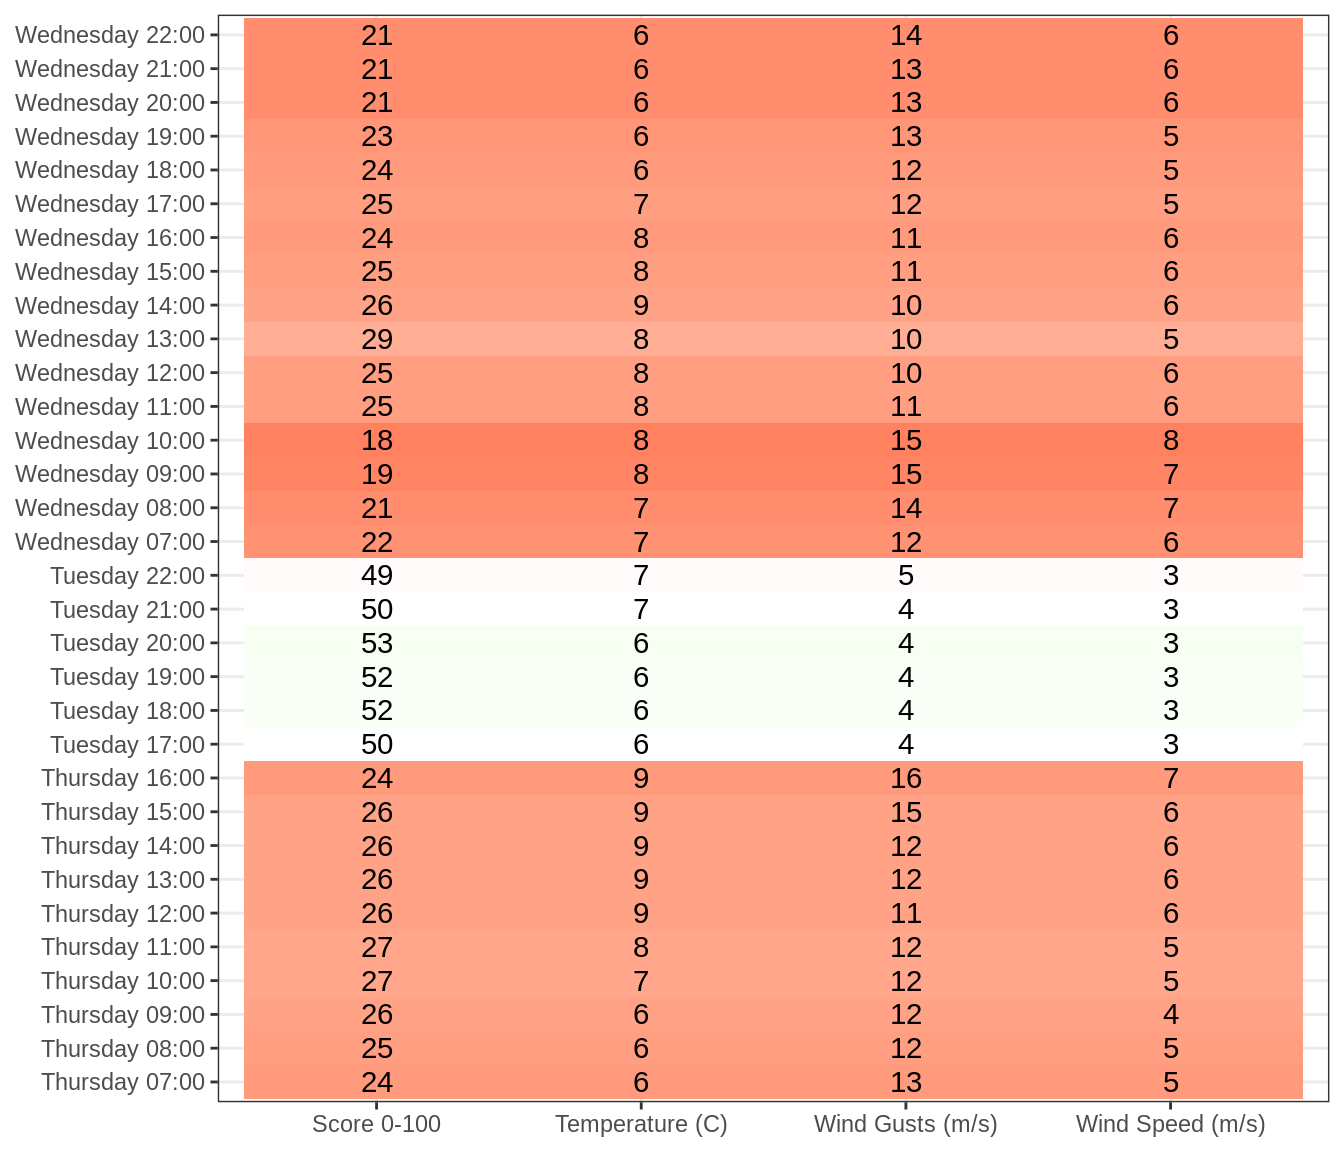 Wednesday 22:00 21 6 14 6
Wednesday 21:00 21 6 13 6
Wednesday 20:00 21 6 13 6
Wednesday 19:00 23 6 13 5
Wednesday 18:00 24 6 12 5
Wednesday 17:00 25 7 12 5
Wednesday 16:00 24 8 11 6
Wednesday 15:00 25 8 11 6
Wednesday 14:00 26 9 10 6
Wednesday 13:00 29 8 10 5
Wednesday 12:00 25 8 10 6
Wednesday 11:00 25 8 11 6
Wednesday 10:00 18 8 15 8
Wednesday 09:00 19 8 15 7
Wednesday 08:00 21 7 14 7
Wednesday 07:00 22 7 12 6
Tuesday 22:00 49 7 5 3
Tuesday 21:00 50 7 4 3
Tuesday 20:00 53 6 4 3
Tuesday 19:00 52 6 4 3
Tuesday 18:00 52 6 4 3
Tuesday 17:00 50 6 4 3
Thursday 16:00 24 9 16 7
Thursday 15:00 26 9 15 6
Thursday 14:00 26 9 12 6
Thursday 13:00 26 9 12 6
Thursday 12:00 26 9 11 6
Thursday 11:00 27 8 12 5
Thursday 10:00 27 7 12 5
Thursday 09:00 26 6 12 4
Thursday 08:00 25 6 12 5
Thursday 07:00 24 6 13 5
Score 0-100 Temperature (C) Wind Gusts (m/s) Wind Speed (m/s)